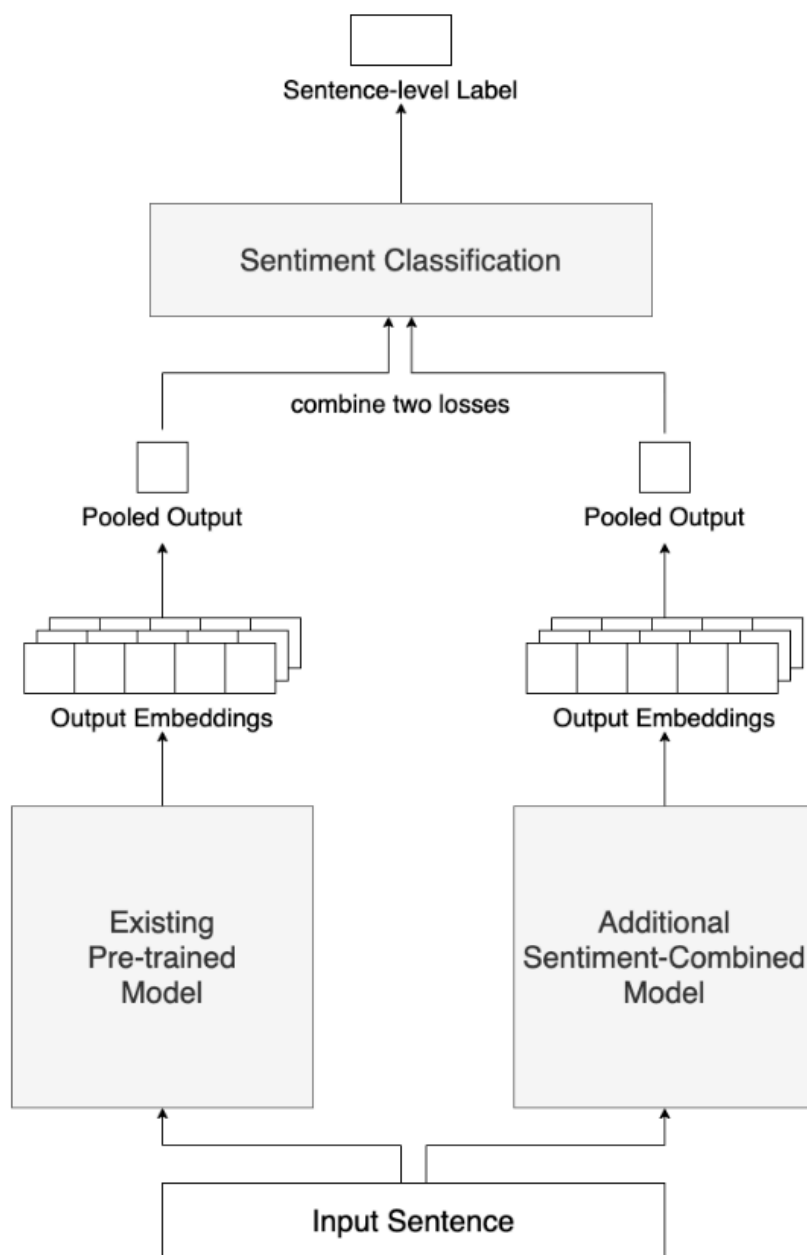 Sentence-level Label
Sentiment Classification
combine two losses
Pooled Output
Pooled Output
Output Embeddings
Output Embeddings
Existing
Pre-trained
Model
Additional
Sentiment-Combined
Model
Input Sentence